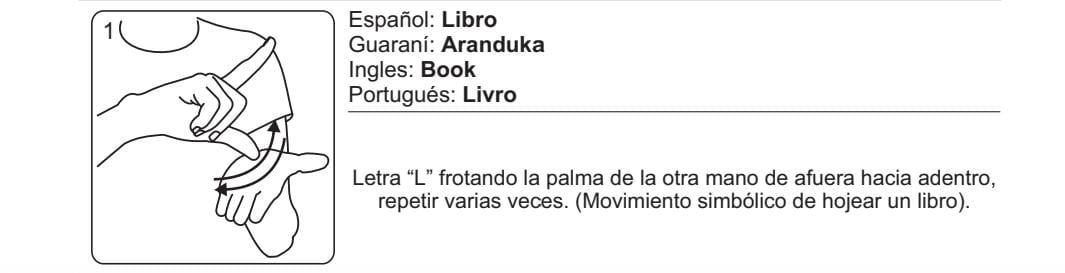 1
Español: Libro
Guaraní: Aranduka
Ingles: Book
Portugués: Livro
Letra “L” frotando la palma de la otra mano de afuera hacia adentro,
repetir varias veces. (Movimiento simbólico de hojear un libro).